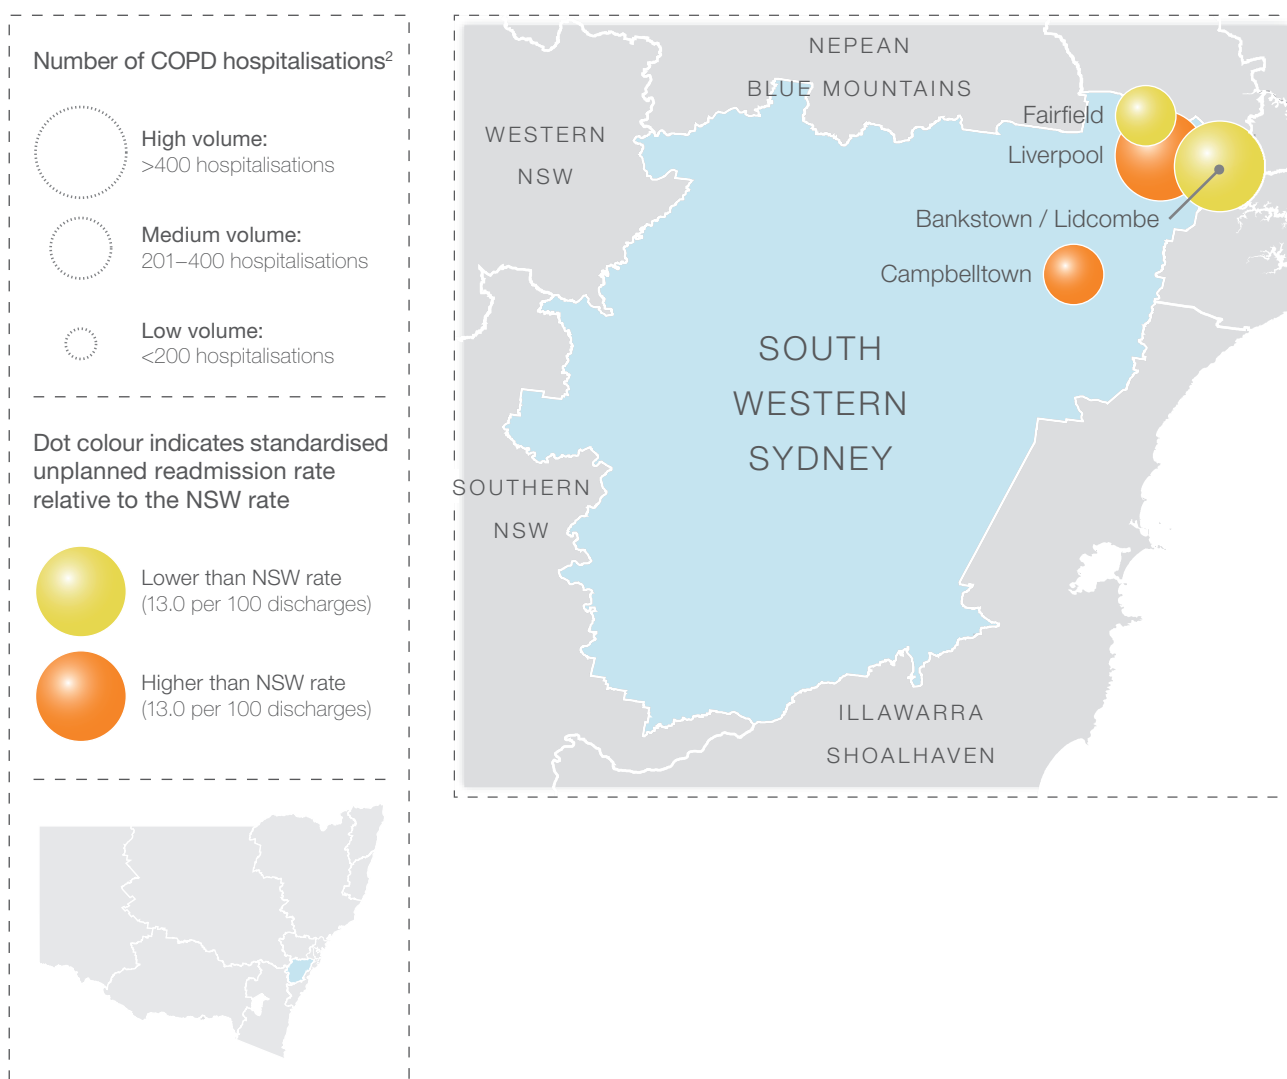 Number of COPD hospitalisations²
High volume:
>400 hospitalisations
Medium volume:
201–400 hospitalisations
Low volume:
<200 hospitalisations
Dot colour indicates standardised
unplanned readmission rate
relative to the NSW rate
Lower than NSW rate
(13.0 per 100 discharges)
Higher than NSW rate
(13.0 per 100 discharges)
NEPEAN
BLUE MOUNTAINS
WESTERN
NSW
Fairfield
Liverpool
Bankstown / Lidcombe
Campbelltown
SOUTH
WESTERN
SYDNEY
SOUTHERN
NSW
ILLAWARRA
SHOALHAVEN